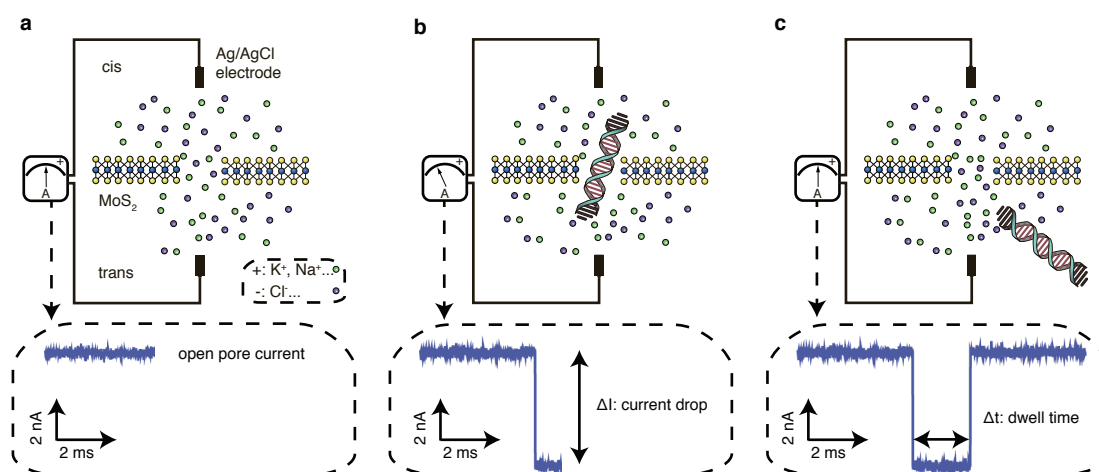 a
cis
Ag/AgCl
electrode
+
A
MoS₂
trans
+: K⁺, Na⁺...
-: Cl⁻...
open pore current
2 nA
2 ms
b
+
A
ΔI: current drop
2 nA
2 ms
c
+
A
Δt: dwell time
2 nA
2 ms